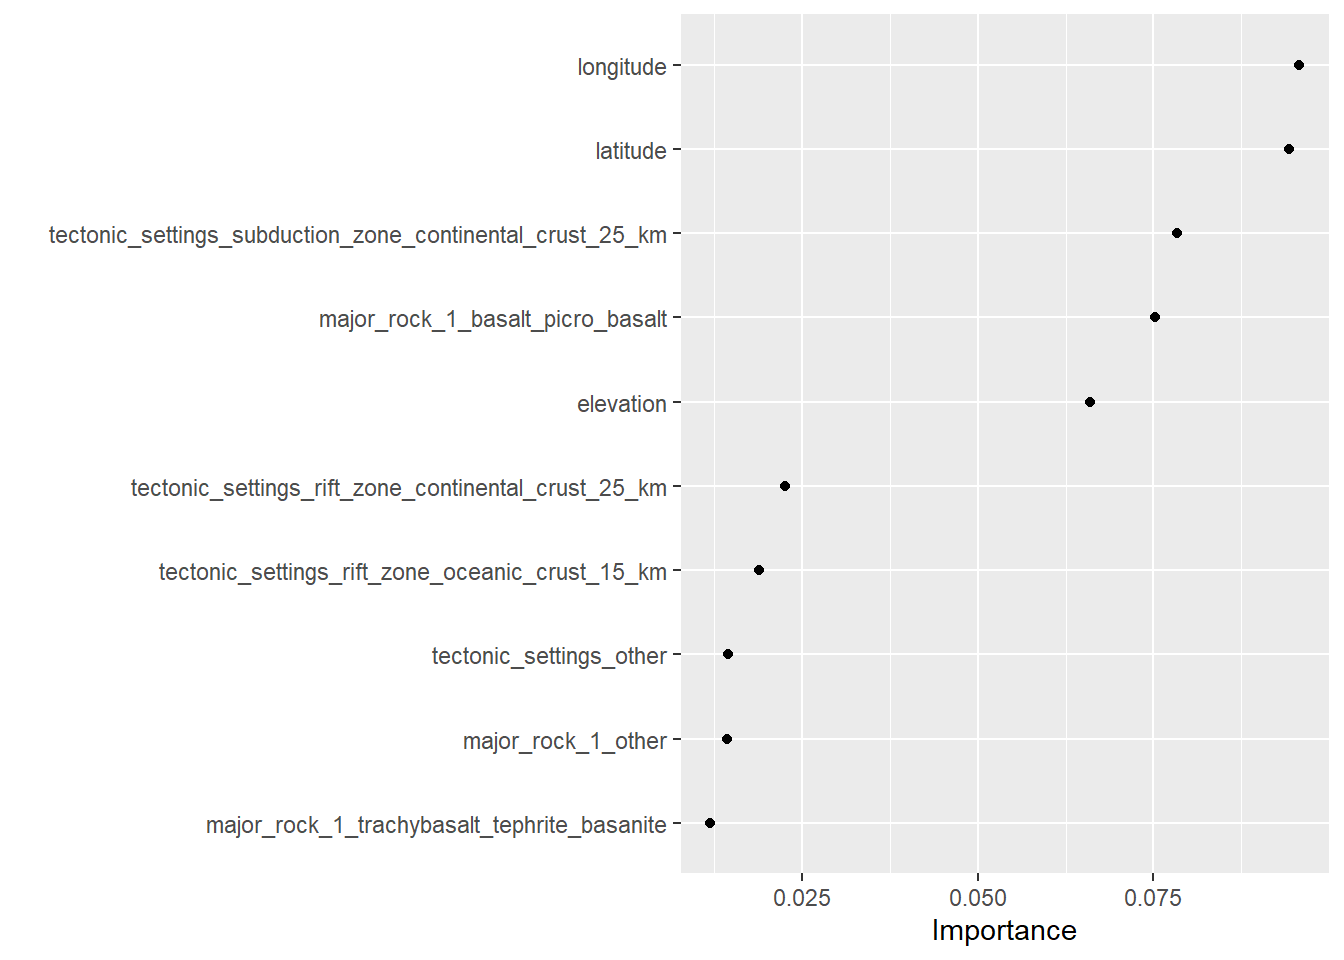 longitude
latitude
tectonic_settings_subduction_zone_continental_crust_25_km
major_rock_1_basalt_picro_basalt
elevation
tectonic_settings_rift_zone_continental_crust_25_km
tectonic_settings_rift_zone_oceanic_crust_15_km
tectonic_settings_other
major_rock_1_other
major_rock_1_trachybasalt_tephrite_basanite
0.025 0.050 0.075
Importance